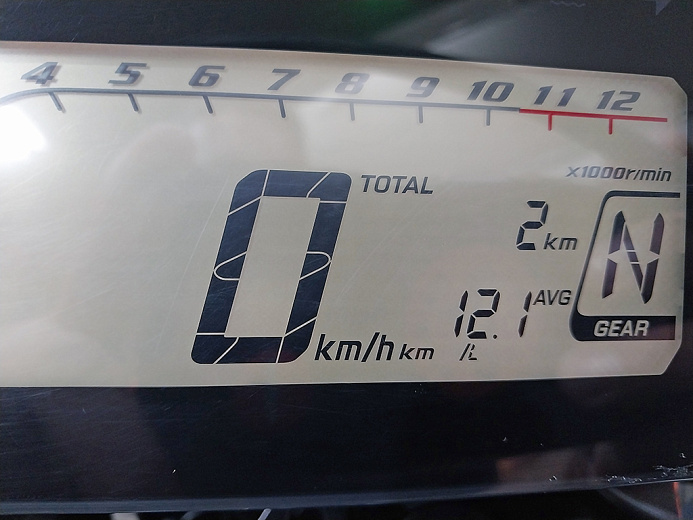 4 5 6 7 8 9 10 11 12
x1000r/min
0 km/h
TOTAL
2 km
AVG
12.1
km /L
N
GEAR